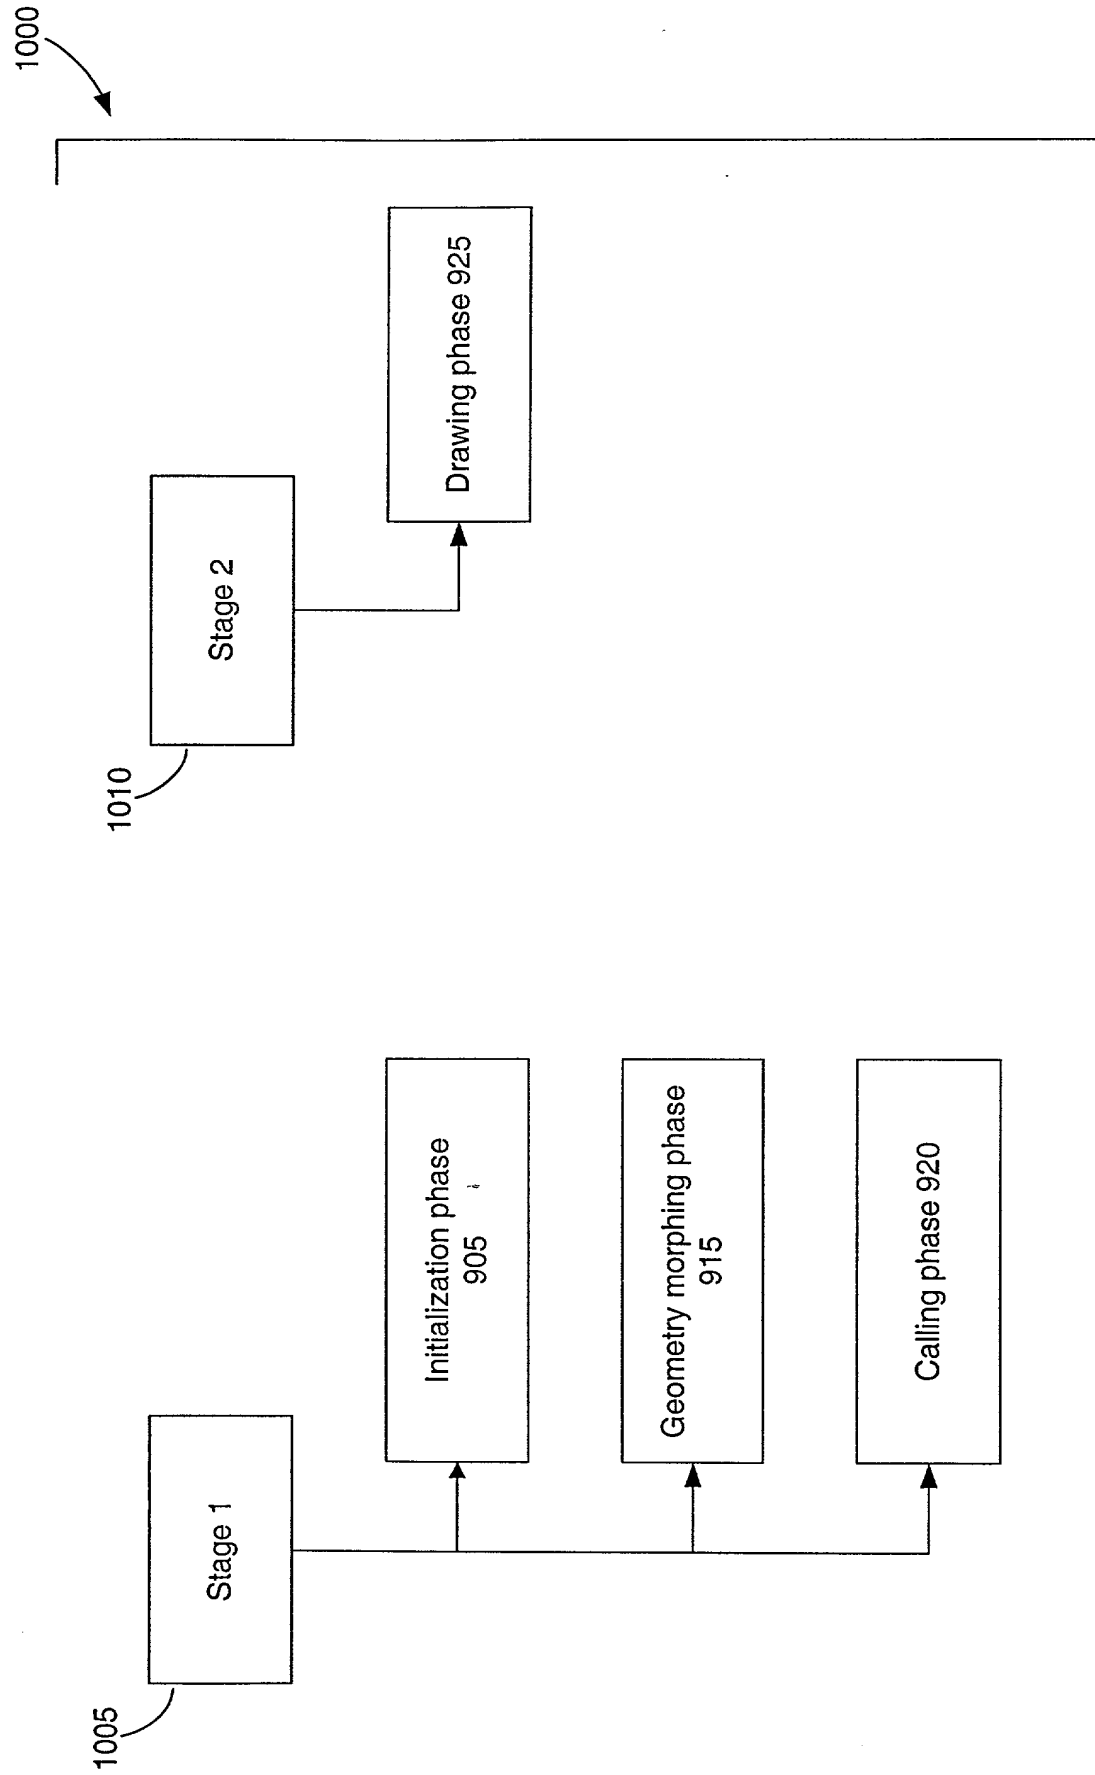 1000
1005
Stage 1
Initialization phase
905
Geometry morphing phase
915
Calling phase 920
1010
Stage 2
Drawing phase 925